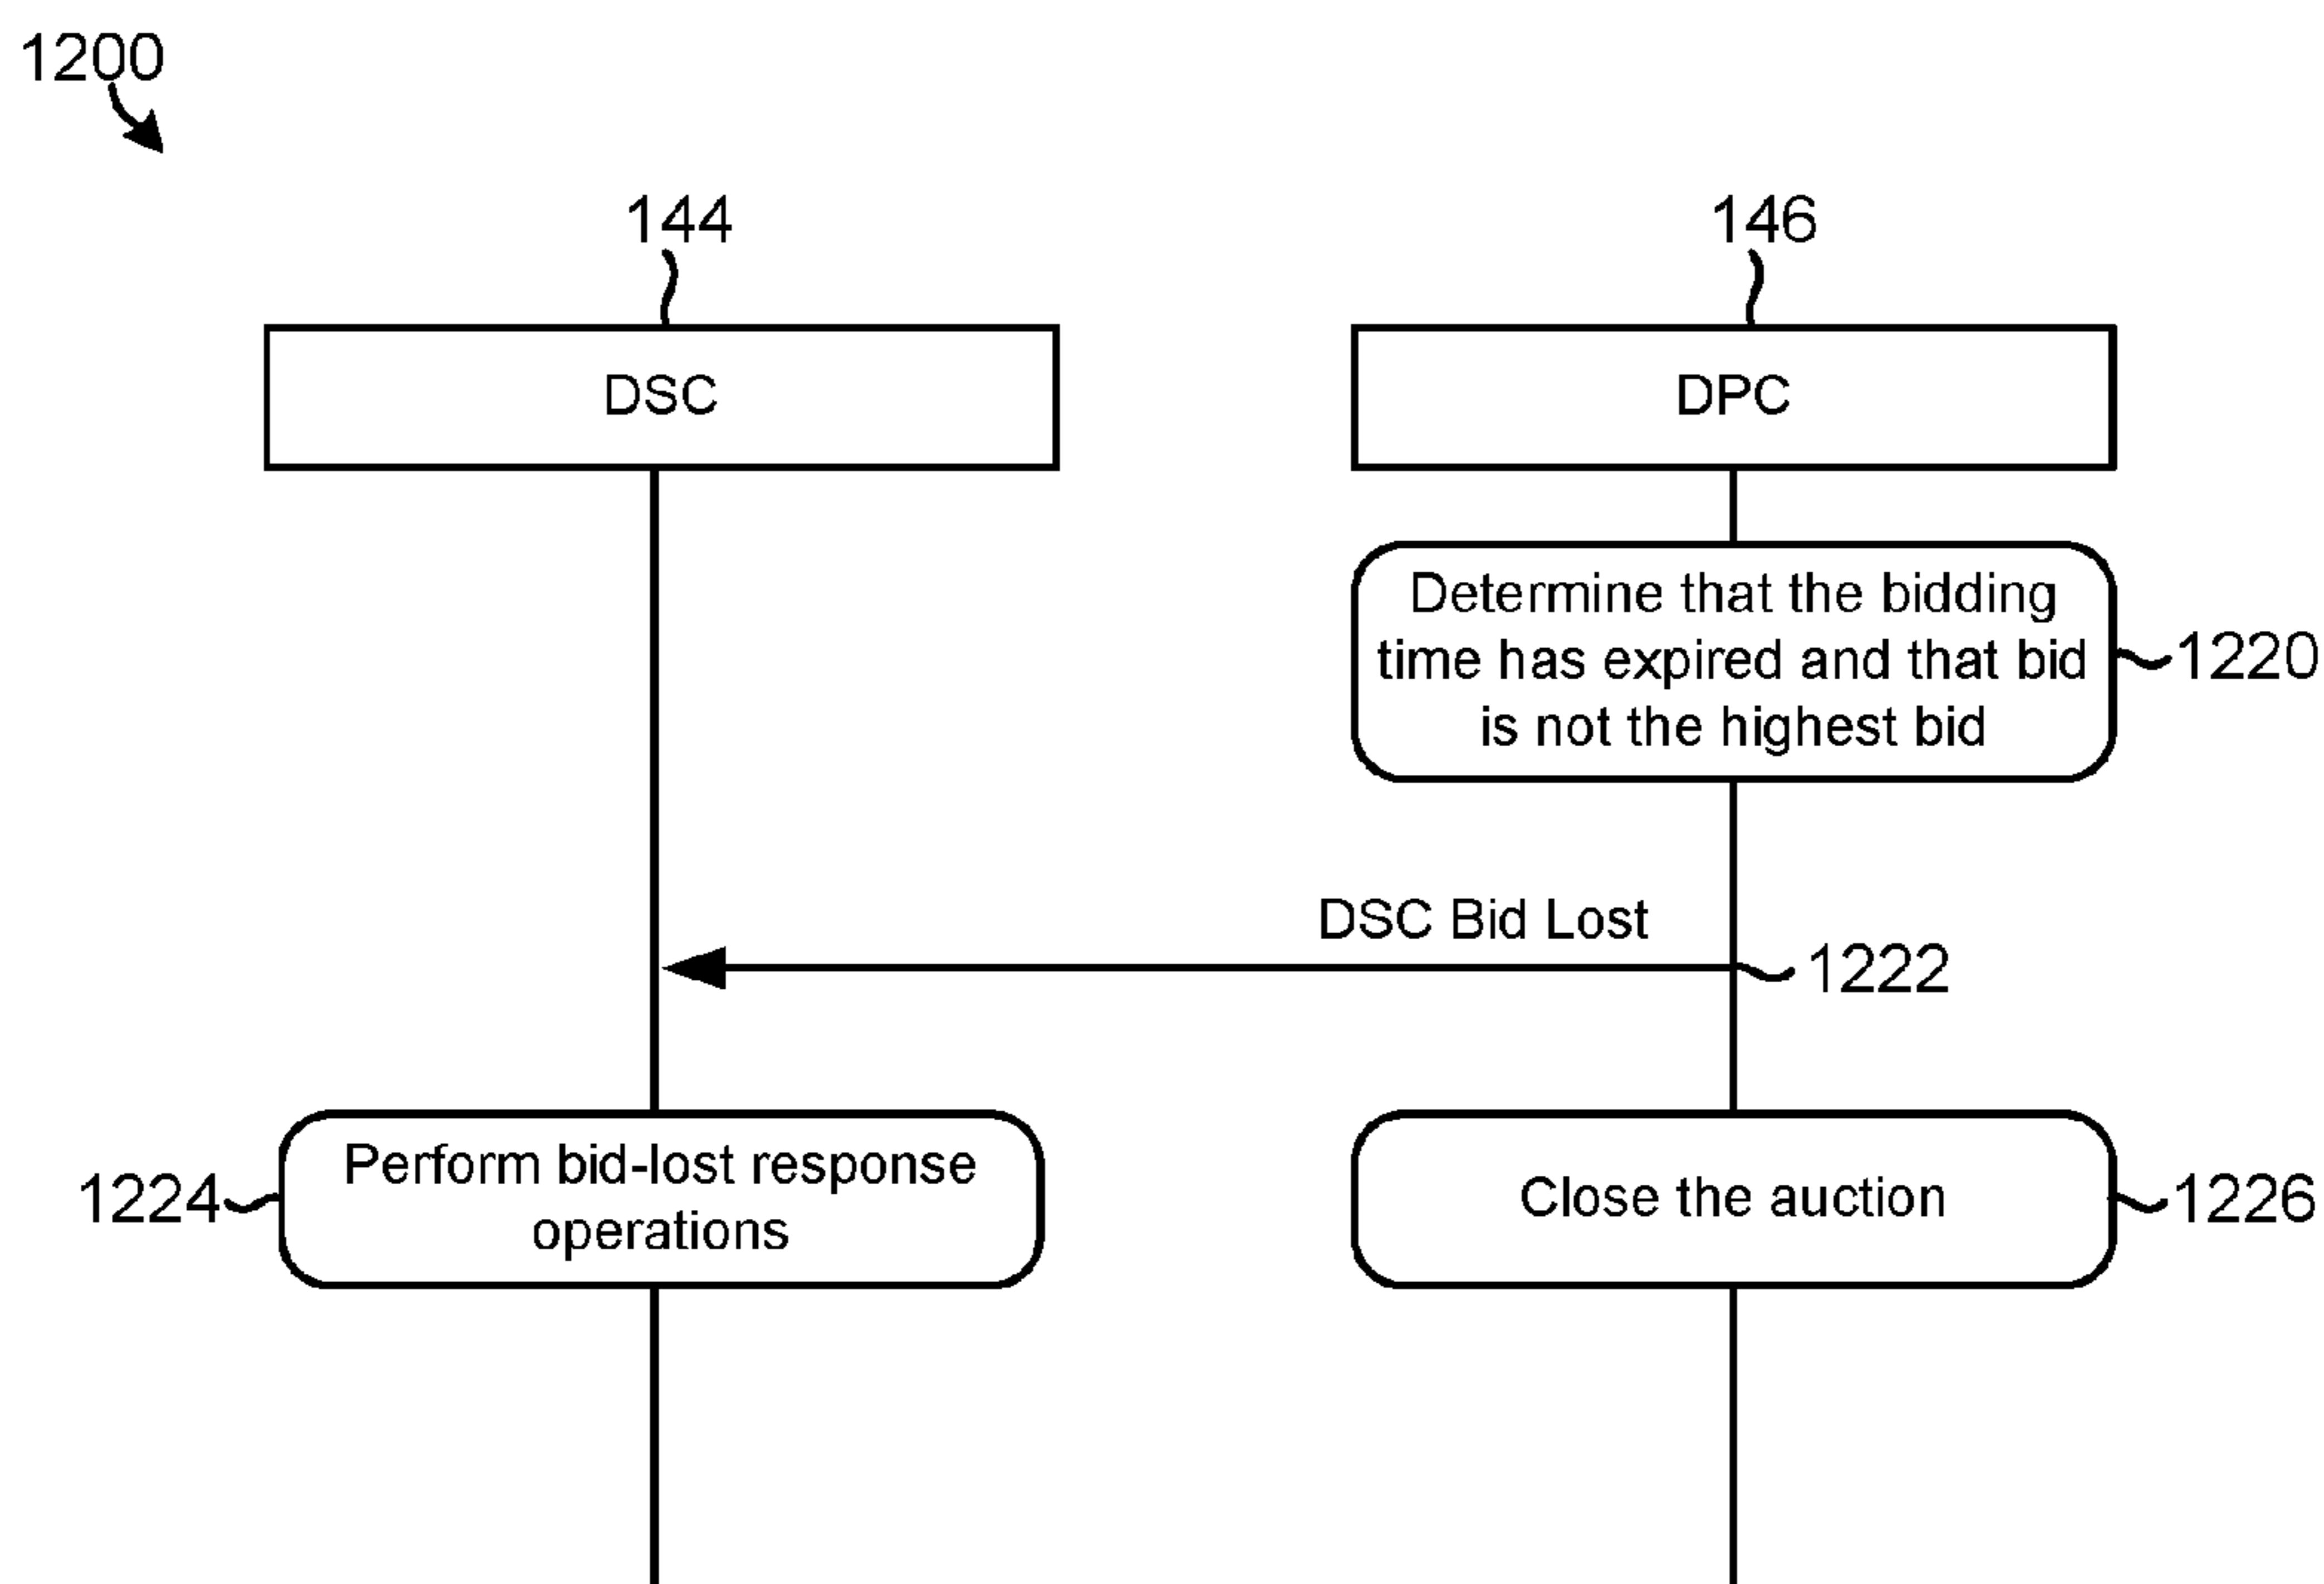 1200
144
146
DSC
DPC
Determine that the bidding
time has expired and that bid
is not the highest bid
1220
DSC Bid Lost
1222
Perform bid-lost response
operations
1224
Close the auction
1226